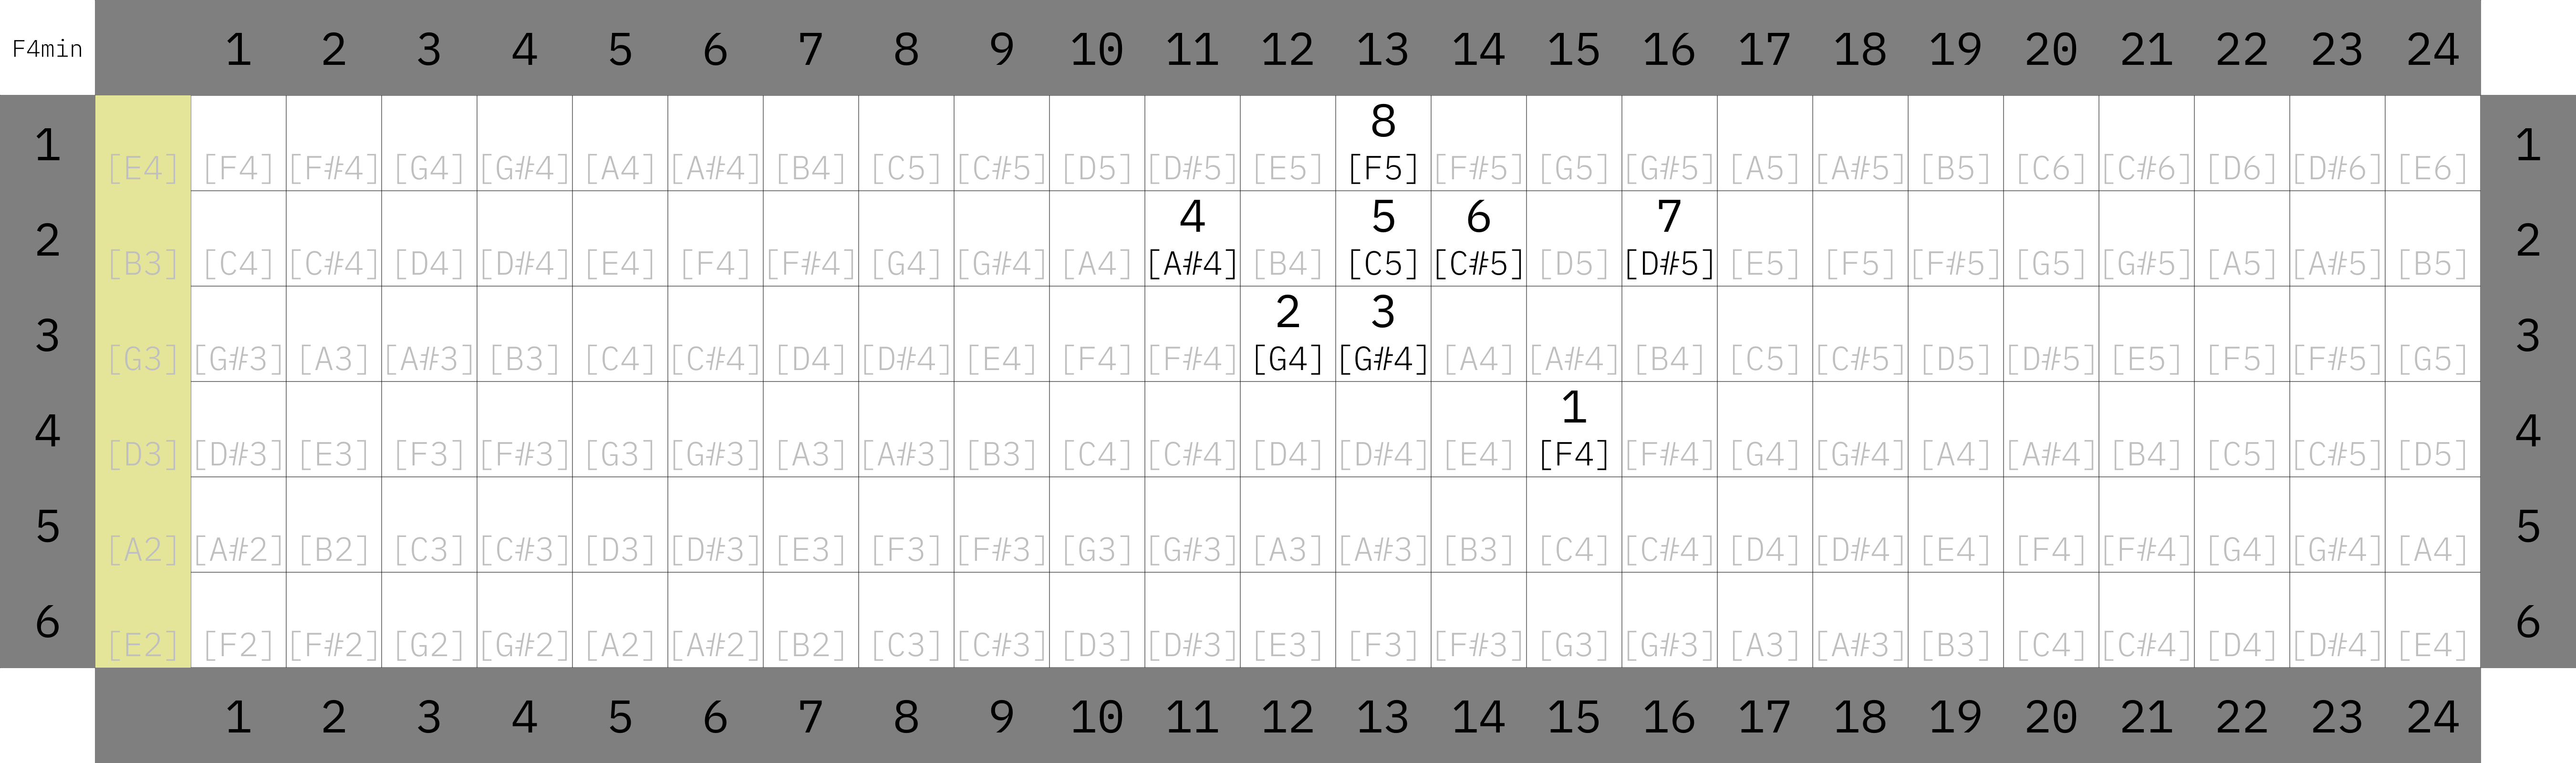 F4min 1 2 3 4 5 6 7 8 9 10 11 12 13 14 15 16 17 18 19 20 21 22 23 24
8
1 [E4] [F4] [F#4] [G4] [G#4] [A4] [A#4] [B4] [C5] [C#5] [D5] [D#5] [E5] [F5] [F#5] [G5] [G#5] [A5] [A#5] [B5] [C6] [C#6] [D6] [D#6] [E6] 1
4 5 6 7
2 [B3] [C4] [C#4] [D4] [D#4] [E4] [F4] [F#4] [G4] [G#4] [A4] [A#4] [B4] [C5] [C#5] [D5] [D#5] [E5] [F5] [F#5] [G5] [G#5] [A5] [A#5] [B5] 2
2 3
3 [G3] [G#3] [A3] [A#3] [B3] [C4] [C#4] [D4] [D#4] [E4] [F4] [F#4] [G4] [G#4] [A4] [A#4] [B4] [C5] [C#5] [D5] [D#5] [E5] [F5] [F#5] [G5] 3
1
4 [D3] [D#3] [E3] [F3] [F#3] [G3] [G#3] [A3] [A#3] [B3] [C4] [C#4] [D4] [D#4] [E4] [F4] [F#4] [G4] [G#4] [A4] [A#4] [B4] [C5] [C#5] [D5] 4
5 [A2] [A#2] [B2] [C3] [C#3] [D3] [D#3] [E3] [F3] [F#3] [G3] [G#3] [A3] [A#3] [B3] [C4] [C#4] [D4] [D#4] [E4] [F4] [F#4] [G4] [G#4] [A4] 5
6 [E2] [F2] [F#2] [G2] [G#2] [A2] [A#2] [B2] [C3] [C#3] [D3] [D#3] [E3] [F3] [F#3] [G3] [G#3] [A3] [A#3] [B3] [C4] [C#4] [D4] [D#4] [E4] 6
1 2 3 4 5 6 7 8 9 10 11 12 13 14 15 16 17 18 19 20 21 22 23 24